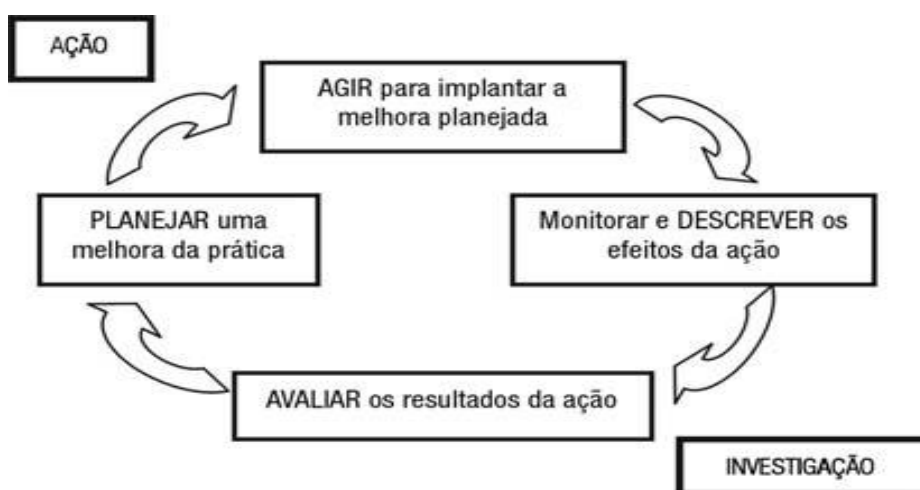 AÇÃO
AGIR para implantar a
melhora planejada
PLANEJAR uma
melhora da prática
Monitorar e DESCREVER os
efeitos da ação
AVALIAR os resultados da ação
INVESTIGAÇÃO